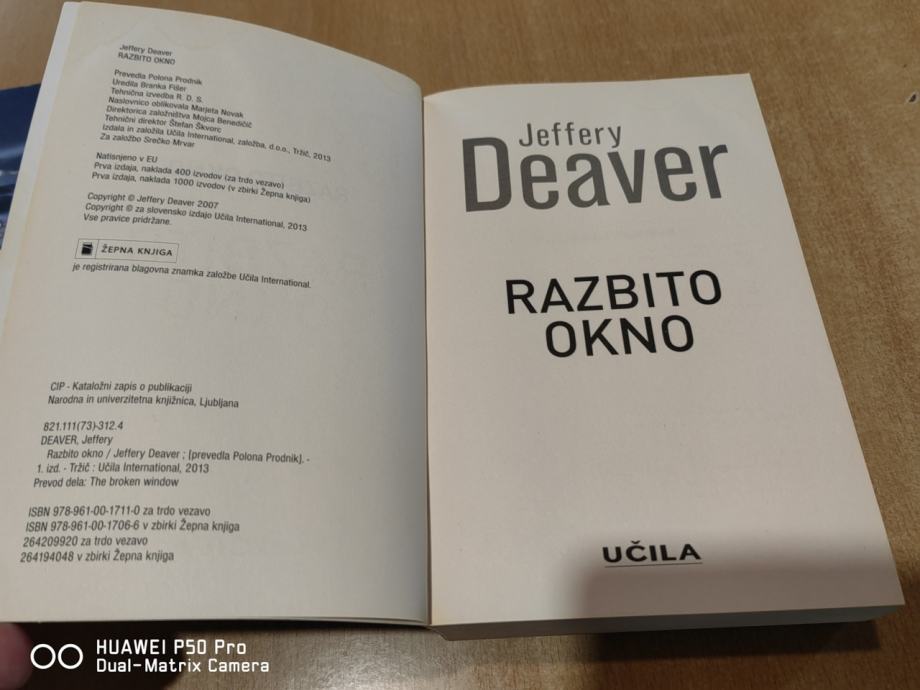 Jeffery Deaver
RAZBITO OKNO
Prevedla Polona Prodnik
Uredila Branka Fišer
Tehnična izvedba R. D. S.
Naslovnico oblikovala Marjeta Novak
Direktorica založništva Mojca Benedičič
Tehnični direktor Štefan Škvorc
Izdala in založila Učila International, založba, d.o.o., Tržič, 2013
Za založbo Srečko Mrvar
Natisnjeno v EU
Prva izdaja, naklada 400 izvodov (za trdo vezavo)
Prva izdaja, naklada 1000 izvodov (v zbirki Žepna knjiga)
Copyright © Jeffery Deaver 2007
Copyright © za slovensko izdajo Učila International, 2013
Vse pravice pridržane.
ŽEPNA KNJIGA
je registrirana blagovna znamka založbe Učila International.
CIP - Kataložni zapis o publikaciji
Narodna in univerzitetna knjižnica, Ljubljana
821.111(73)-312.4
DEAVER, Jeffery
Razbito okno / Jeffery Deaver ; [prevedla Polona Prodnik]. -
1. izd. - Tržič : Učila International, 2013
Prevod dela: The broken window
ISBN 978-961-00-1711-0 za trdo vezavo
ISBN 978-961-00-1706-6 v zbirki Žepna knjiga
264209920 za trdo vezavo
264194048 v zbirki Žepna knjiga
Jeffery
Deaver
RAZBITO
OKNO
UČILA
HUAWEI P50 Pro
Dual-Matrix Camera